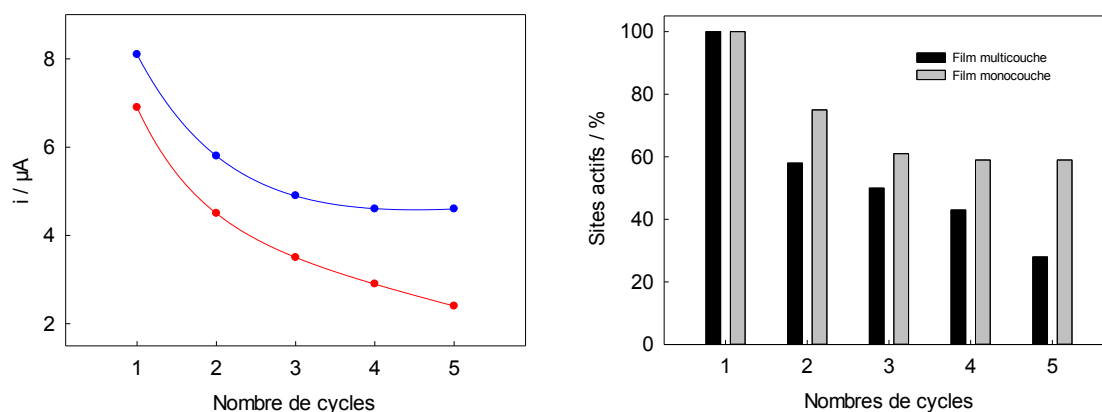 i / µA
8
6
4
2
1 2 3 4 5
Nombre de cycles
Sites actifs / %
100
80
60
40
20
0
Film multicouche
Film monocouche
1 2 3 4 5
Nombres de cycles